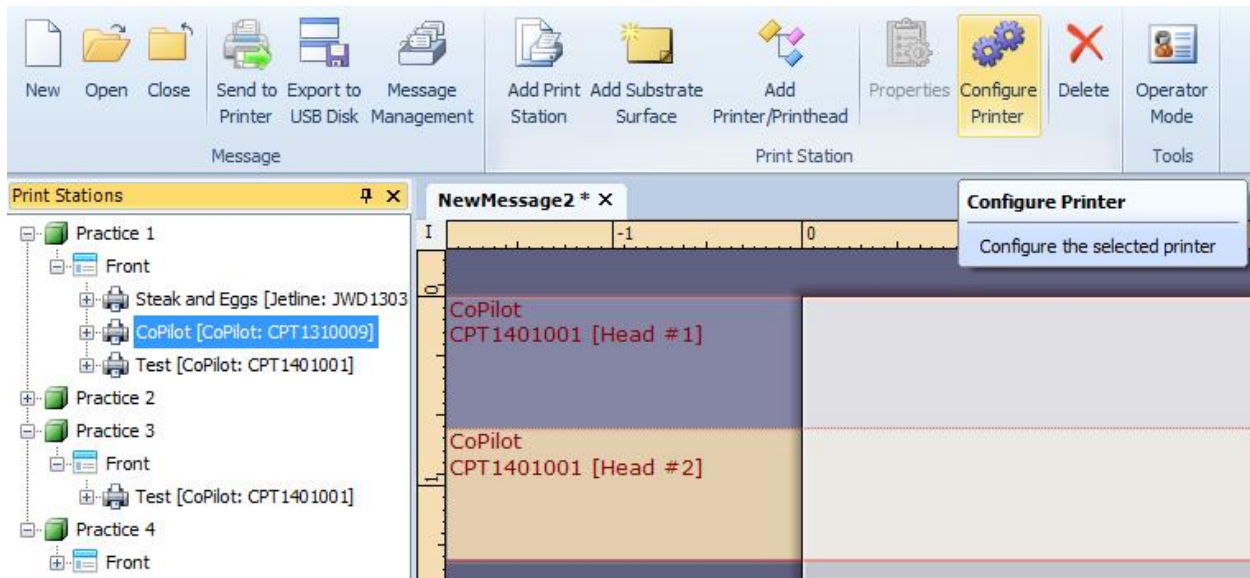 New Open Close Send to Printer Export to USB Disk Message Management Add Print Station Add Substrate Surface Add Printer/Printhead Properties Configure Printer Delete Operator Mode
Message Print Station Tools
Print Stations
NewMessage2 * X
Configure Printer
Configure the selected printer
I -1 0
0
1
Practice 1
Front
Steak and Eggs [Jetline: JWD1303
CoPilot [CoPilot: CPT1310009]
Test [CoPilot: CPT1401001]
Practice 2
Practice 3
Front
Test [CoPilot: CPT1401001]
Practice 4
Front
CoPilot
CPT1401001 [Head #1]
CoPilot
CPT1401001 [Head #2]